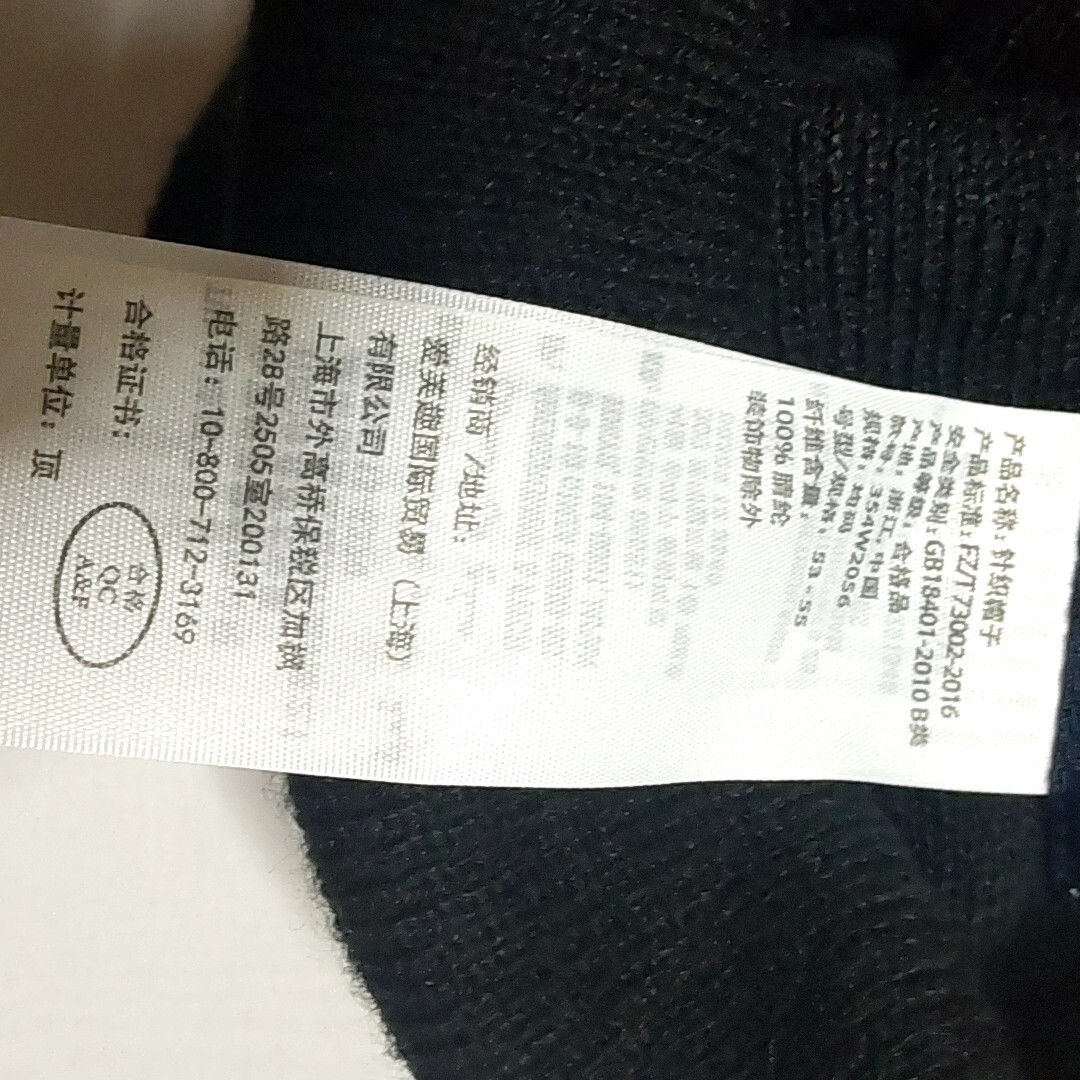 产品名称：针织帽子
产品标准：FZ/T 73002-2016
安全类别：GB18401-2010 B类
产品等级：合格品
产地：浙江,中国
款号：354W2056
号型/规格：53-55
纤维含量：
100% 腈纶
装饰物除外
经销商/地址:
爱芙趣国际贸易（上海）
有限公司
上海市外高桥保税区加枫
路28号2505室200131
电话：10-800-712-3169
合格证书：
合格
QC
A&F
计量单位：顶